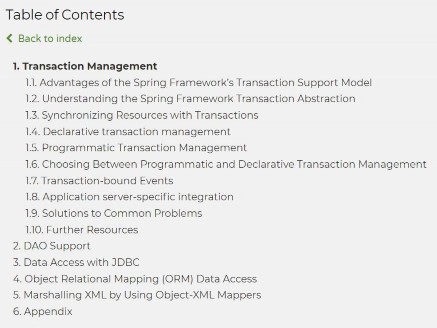 Table of Contents
Back to index
1. Transaction Management
1.1. Advantages of the Spring Framework's Transaction Support Model
1.2. Understanding the Spring Framework Transaction Abstraction
1.3. Synchronizing Resources with Transactions
1.4. Declarative transaction management
1.5. Programmatic Transaction Management
1.6. Choosing Between Programmatic and Declarative Transaction Management
1.7. Transaction-bound Events
1.8. Application server-specific integration
1.9. Solutions to Common Problems
1.10. Further Resources
2. DAO Support
3. Data Access with JDBC
4. Object Relational Mapping (ORM) Data Access
5. Marshalling XML by Using Object-XML Mappers
6. Appendix